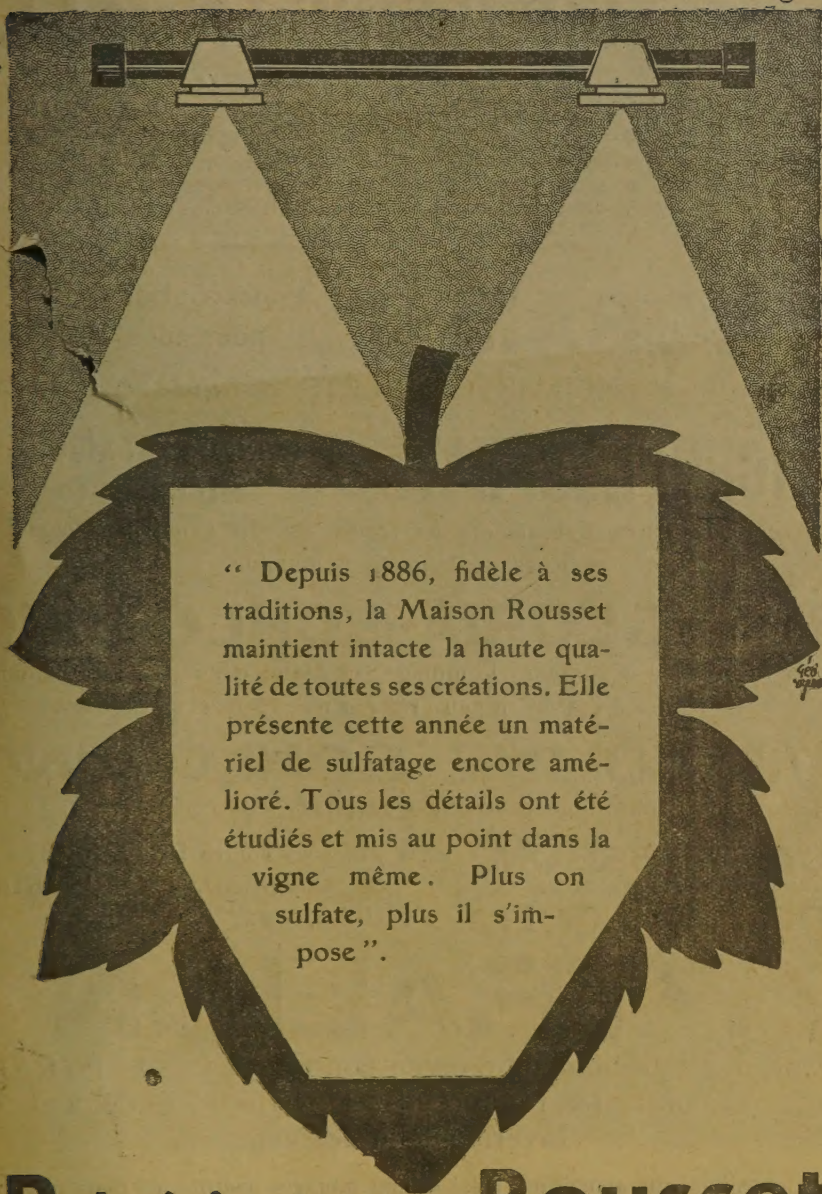 “ Depuis 1886, fidèle à ses
traditions, la Maison Rousset
maintient intacte la haute qua-
lité de toutes ses créations. Elle
présente cette année un maté-
riel de sulfatage encore amé-
lioré. Tous les détails ont été
étudiés et mis au point dans la
vigne même. Plus on
sulfate, plus il s'im-
pose ”.
Rousset